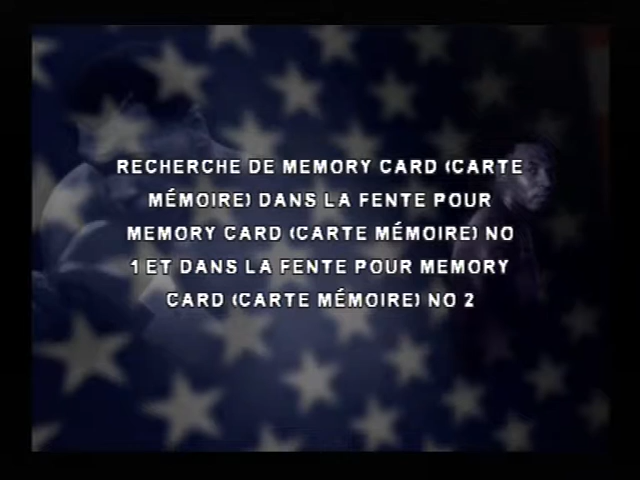 RECHERCHE DE MEMORY CARD (CARTE
MÉMOIRE) DANS LA FENTE POUR
MEMORY CARD (CARTE MÉMOIRE) NO
1 ET DANS LA FENTE POUR MEMORY
CARD (CARTE MÉMOIRE) NO 2